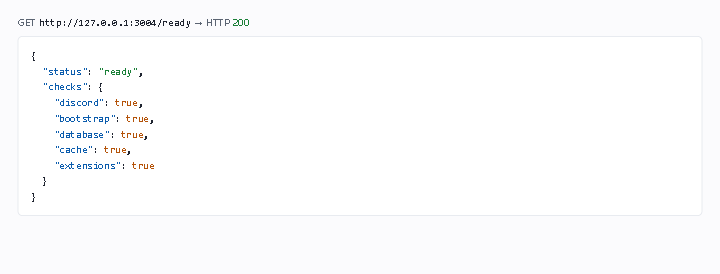 GET http://127.0.0.1:3004/ready → HTTP 200
{
  "status": "ready",
  "checks": {
    "discord": true,
    "bootstrap": true,
    "database": true,
    "cache": true,
    "extensions": true
  }
}